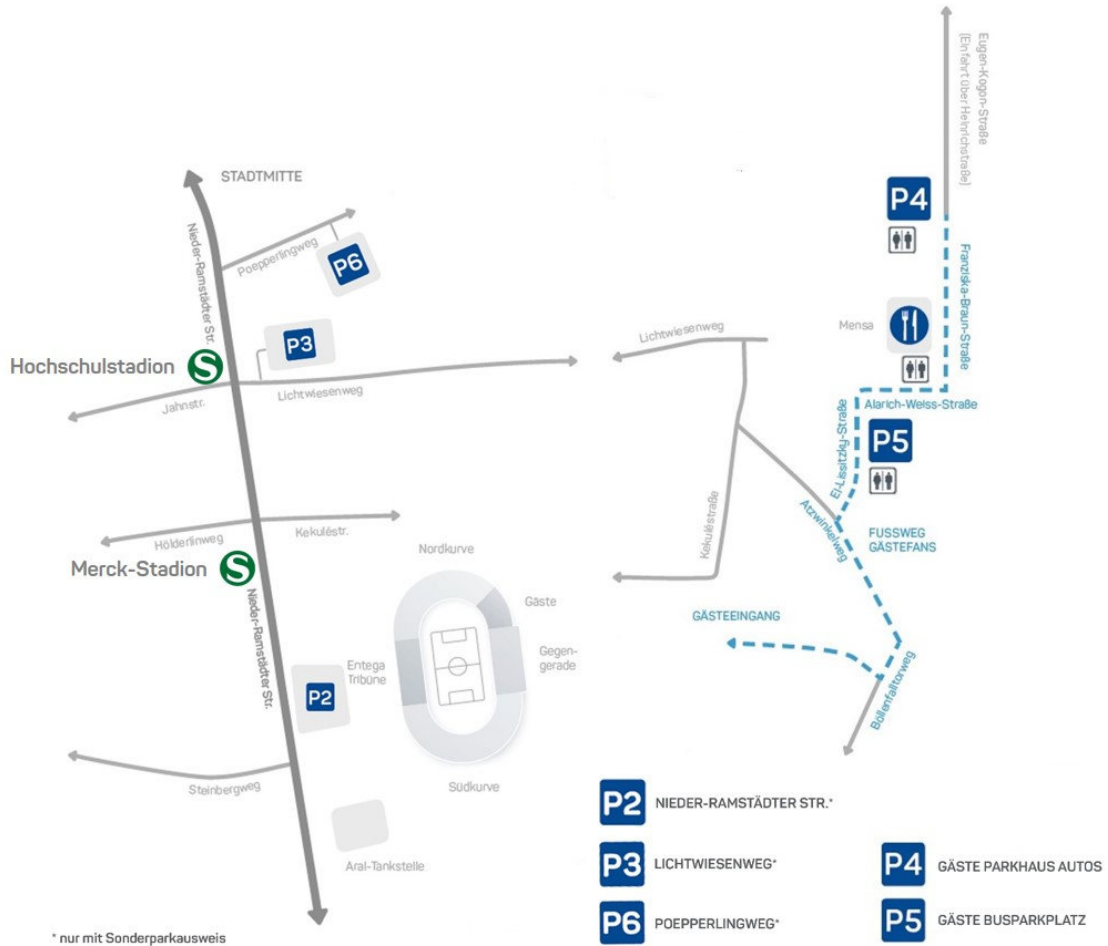 Eugen-Kogon-Straße
[Einfahrt über Heinrichstraße]
STADTMITTE
P4
Nieder-Ramstädter Str.
Poepperlingweg
P6
Franziska-Braun-Straße
Mensa
P3
Lichtwiesenweg
Hochschulstadion
S
Jahnstr.
Lichtwiesenweg
Alarich-Weiss-Straße
El-Lissitzky-Straße
P5
Hölderlinweg
Kekuléstr.
Kekuléstraße
Atzwinkelweg
FUSSWEG
GÄSTEFANS
Merck-Stadion
S
Nordkurve
Gäste
GÄSTEEINGANG
Nieder-Ramstädter Str.
Entega
Tribüne
Gegen-
gerade
P2
Böllenfalltorweg
Steinbergweg
Südkurve
Aral-Tankstelle
P2 NIEDER-RAMSTÄDTER STR.*
P3 LICHTWIESENWEG*
P6 POEPPERLINGWEG*
P4 GÄSTE PARKHAUS AUTOS
P5 GÄSTE BUSPARKPLATZ
* nur mit Sonderparkausweis